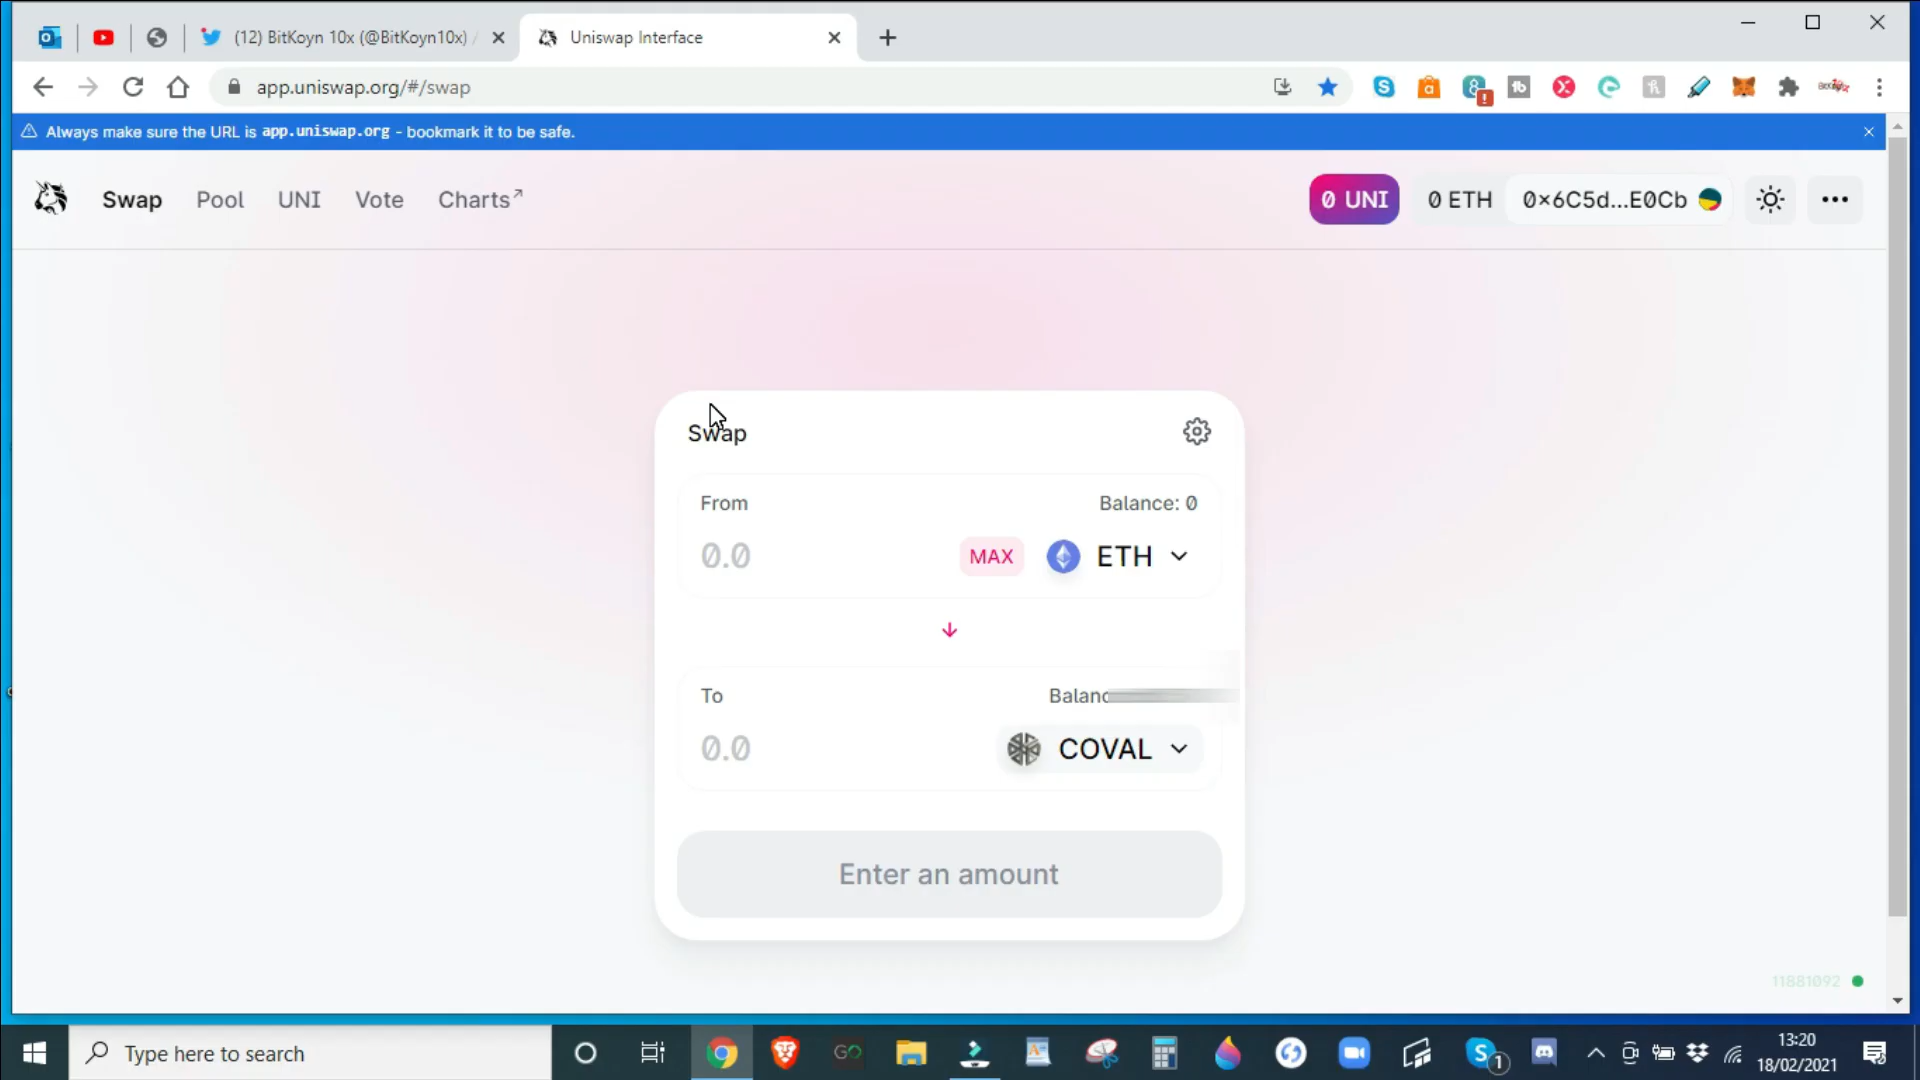 (12) BitKoyn 10x (@BitKoyn10x) /
Uniswap Interface
app.uniswap.org/#/swap
Always make sure the URL is app.uniswap.org - bookmark it to be safe.
Swap Pool UNI Vote Charts↗
0 UNI 0 ETH 0×6C5d...E0Cb
Swap
From Balance: 0
0.0 MAX ETH
To Balanc
0.0 COVAL
Enter an amount
11881092
Type here to search
13:20
18/02/2021